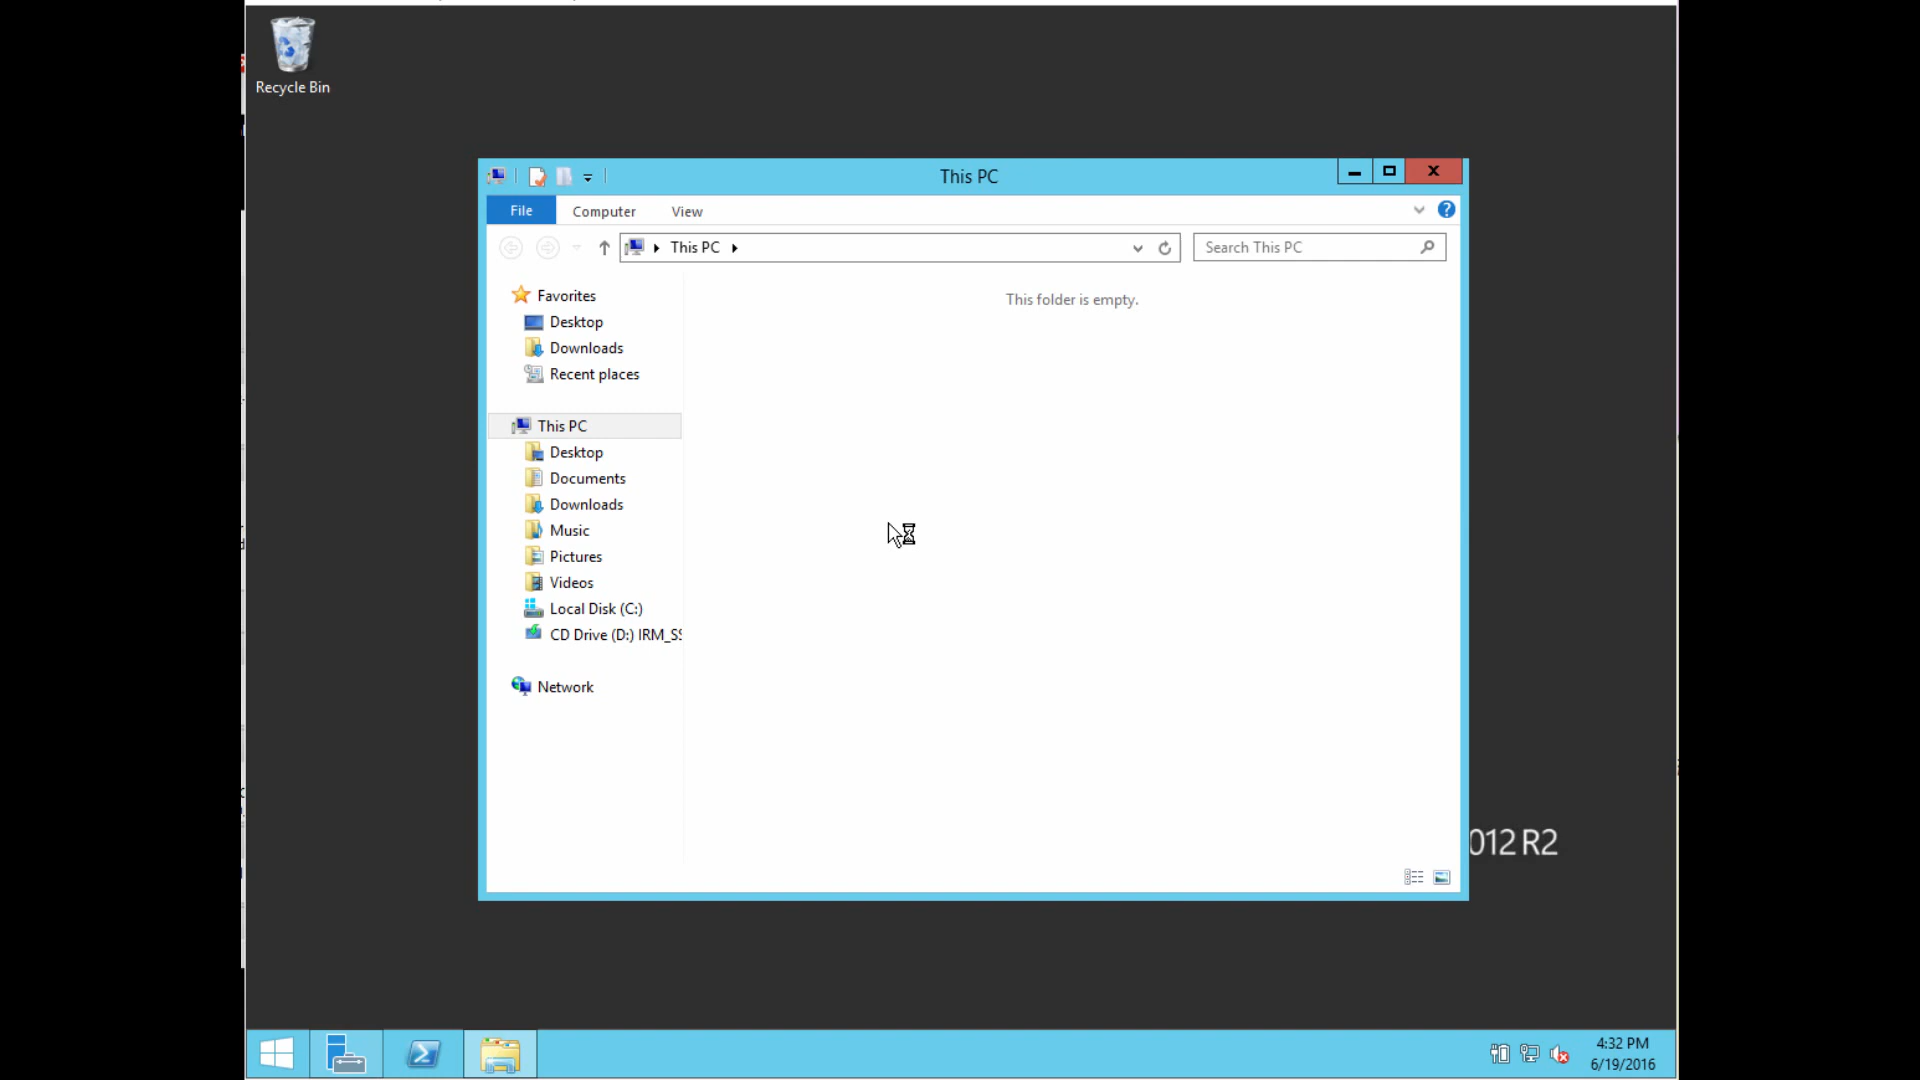 Recycle Bin
This PC
File
Computer
View
This PC
Search This PC
Favorites
Desktop
Downloads
Recent places
This PC
Desktop
Documents
Downloads
Music
Pictures
Videos
Local Disk (C:)
CD Drive (D:) IRM_SS
Network
This folder is empty.
012 R2
4:32 PM
6/19/2016